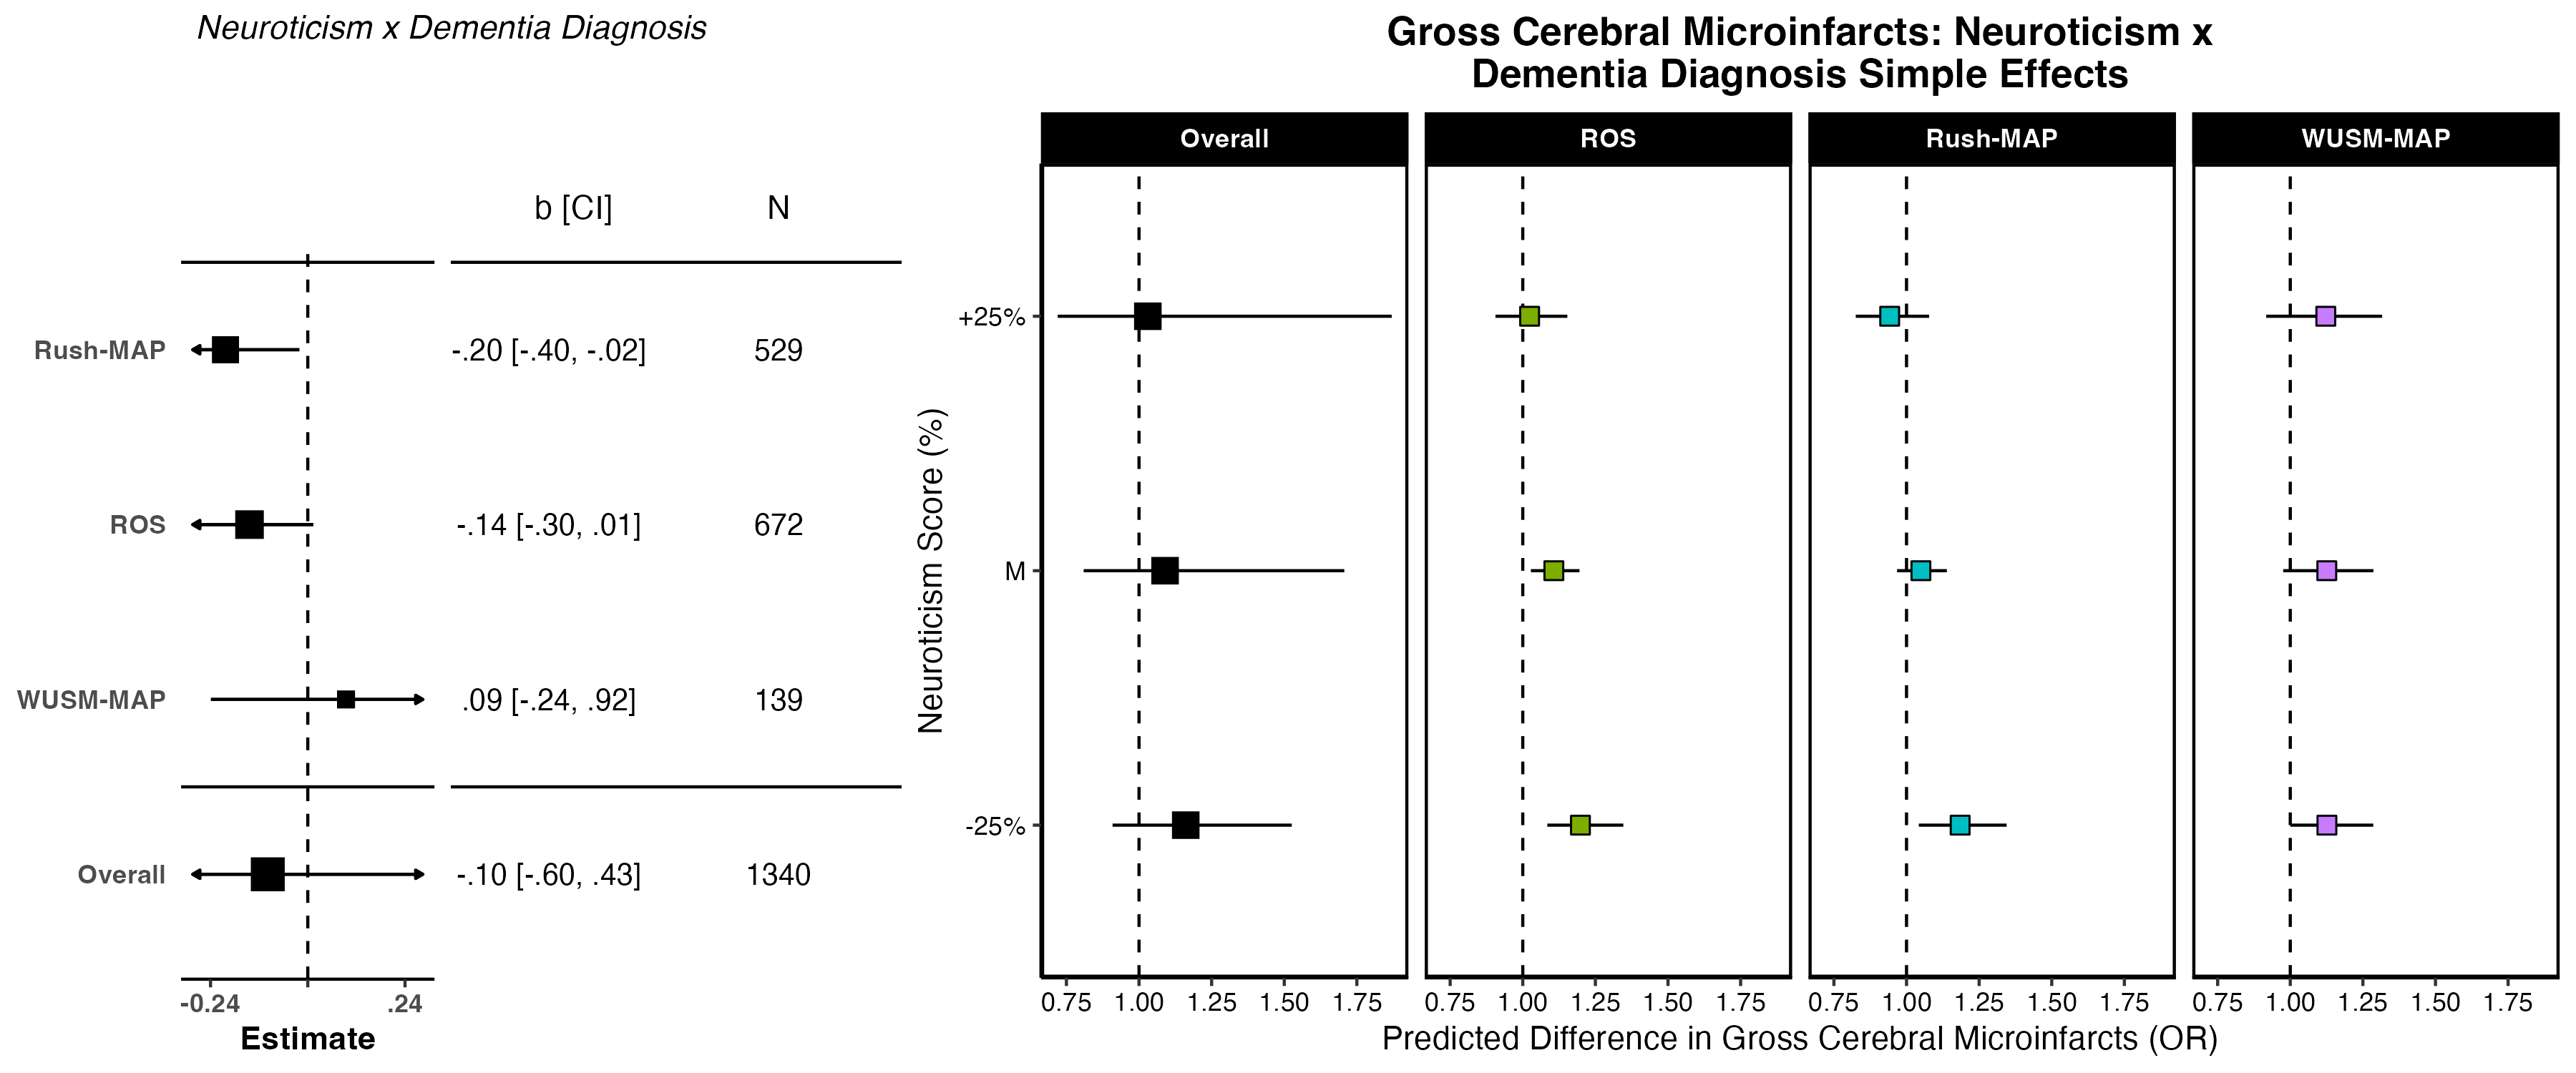 Neuroticism x Dementia Diagnosis
b [CI] N
Rush-MAP -.20 [-.40, -.02] 529
ROS -.14 [-.30, .01] 672
WUSM-MAP .09 [-.24, .92] 139
Overall -.10 [-.60, .43] 1340
-0.24 .24
Estimate
Gross Cerebral Microinfarcts: Neuroticism x
Dementia Diagnosis Simple Effects
Overall ROS Rush-MAP WUSM-MAP
Neuroticism Score (%)
+25%
M
-25%
0.75 1.00 1.25 1.50 1.75 0.75 1.00 1.25 1.50 1.75 0.75 1.00 1.25 1.50 1.75 0.75 1.00 1.25 1.50 1.75
Predicted Difference in Gross Cerebral Microinfarcts (OR)